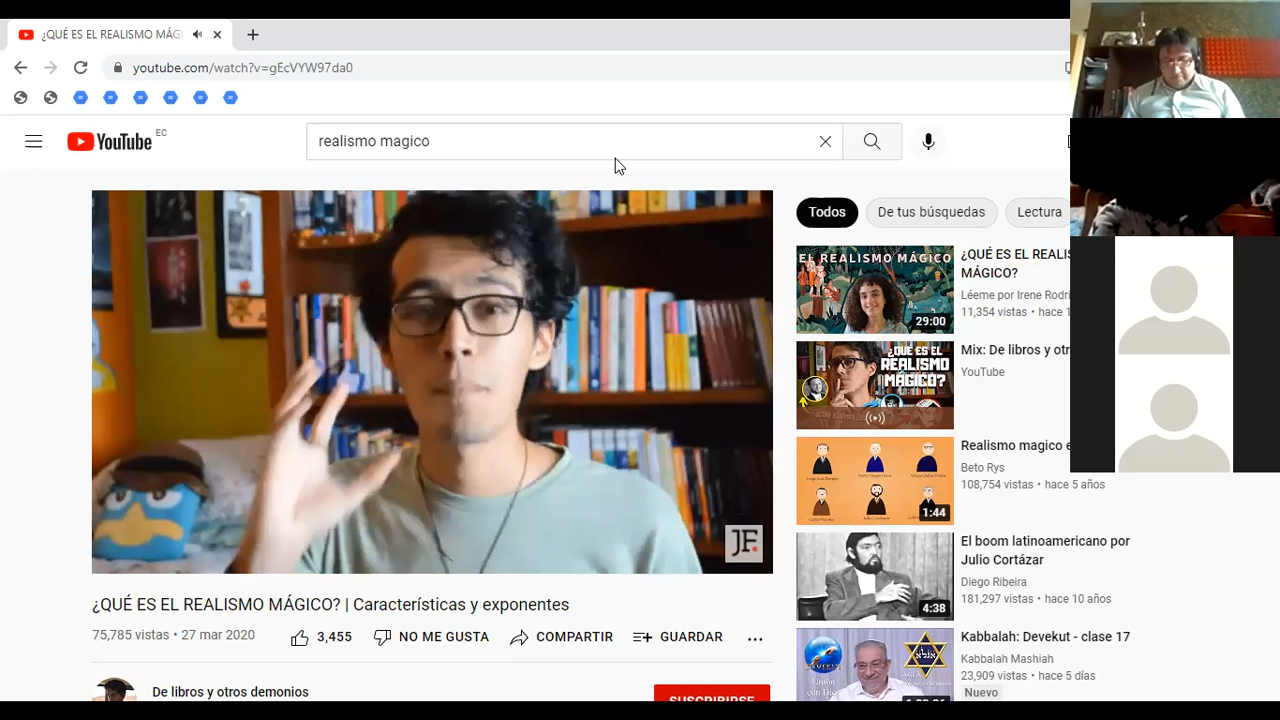 ¿QUÉ ES EL REALISMO MÁGI
youtube.com/watch?v=gEcVYW97da0
YouTube EC
realismo magico
Todos
De tus búsquedas
Lectura
JF.
¿QUÉ ES EL REALISMO MÁGICO? | Características y exponentes
75,785 vistas • 27 mar 2020
3,455
NO ME GUSTA
COMPARTIR
GUARDAR
De libros y otros demonios
SUSCRIBIRSE
EL REALISMO MÁGICO
29:00
¿QUÉ ES EL REALIS
MÁGICO?
Léeme por Irene Rodri
11,354 vistas • hace 1
¿QUÉ ES EL
REALISMO
MÁGICO?
Mix: De libros y otr
YouTube
1:44
Realismo magico e
Beto Rys
108,754 vistas • hace 5 años
4:38
El boom latinoamericano por
Julio Cortázar
Diego Ribeira
181,297 vistas • hace 10 años
Kabbalah: Devekut - clase 17
Kabbalah Mashiah
23,909 vistas • hace 5 días
Nuevo